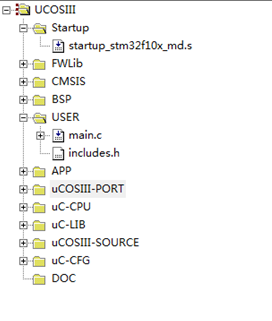 UCOSIII
Startup
startup_stm32f10x_md.s
FWLib
CMSIS
BSP
USER
main.c
includes.h
APP
uCOSIII-PORT
uC-CPU
uC-LIB
uCOSIII-SOURCE
uC-CFG
DOC